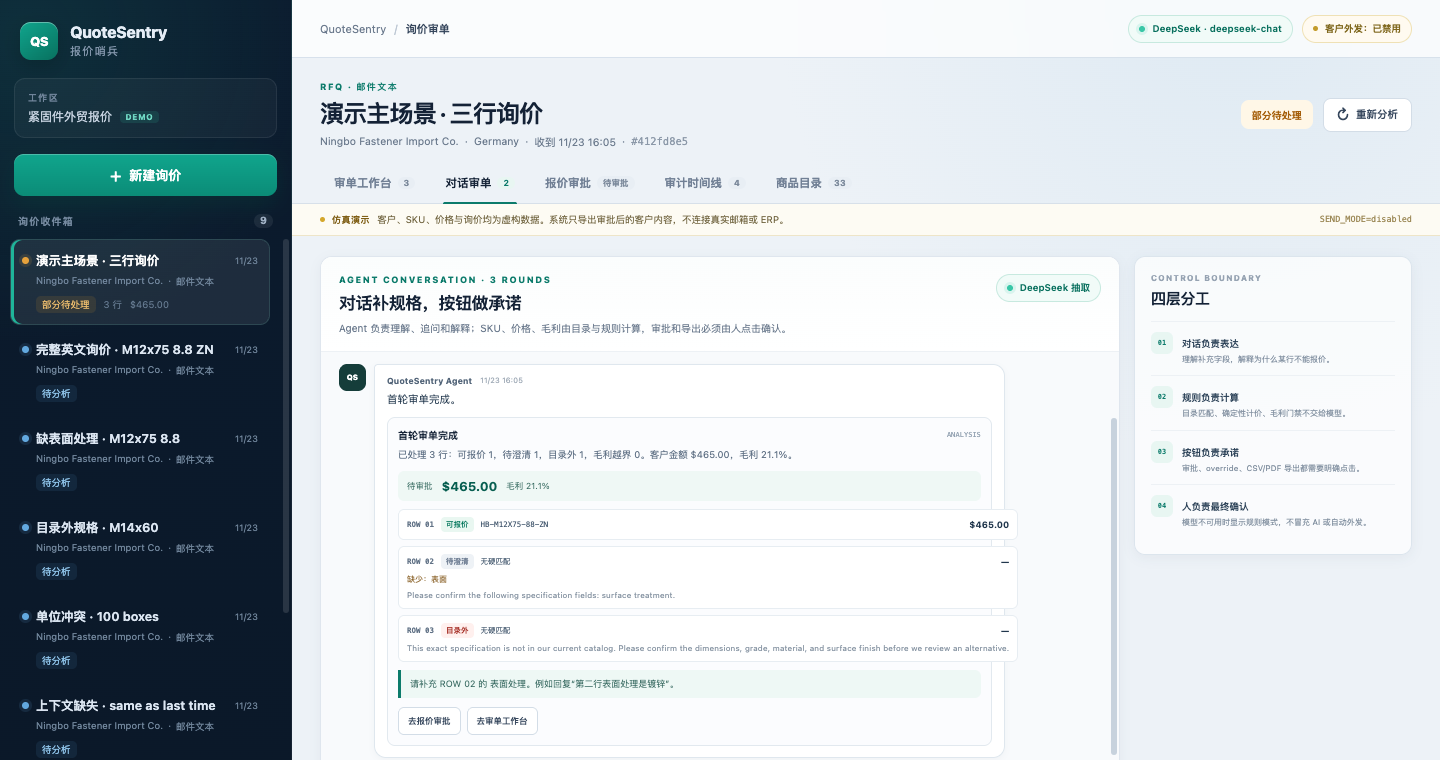 QS
QuoteSentry
报价哨兵
工作区
紧固件外贸报价 DEMO
+ 新建询价
询价收件箱 9
演示主场景 · 三行询价 11/23
Ningbo Fastener Import Co. · 邮件文本
部分待处理 3 行 $465.00
完整英文询价 · M12x75 8.8 ZN 11/23
Ningbo Fastener Import Co. · 邮件文本
待分析
缺表面处理 · M12x75 8.8 11/23
Ningbo Fastener Import Co. · 邮件文本
待分析
目录外规格 · M14x60 11/23
Ningbo Fastener Import Co. · 邮件文本
待分析
单位冲突 · 100 boxes 11/23
Ningbo Fastener Import Co. · 邮件文本
待分析
上下文缺失 · same as last time 11/23
Ningbo Fastener Import Co. · 邮件文本
待分析
QuoteSentry / 询价审单
DeepSeek · deepseek-chat
客户外发：已禁用
RFQ · 邮件文本
演示主场景 · 三行询价
Ningbo Fastener Import Co. · Germany · 收到 11/23 16:05 · #412fd8e5
部分待处理
重新分析
审单工作台 3
对话审单 2
报价审批 待审批
审计时间线 4
商品目录 33
仿真演示 客户、SKU、价格与询价均为虚构数据。系统只导出审批后的客户内容，不连接真实邮箱或 ERP。
SEND_MODE=disabled
AGENT CONVERSATION · 3 ROUNDS
对话补规格，按钮做承诺
Agent 负责理解、追问和解释；SKU、价格、毛利由目录与规则计算，审批和导出必须由人点击确认。
DeepSeek 抽取
QS
QuoteSentry Agent 11/23 16:05
首轮审单完成。
首轮审单完成 ANALYSIS
已处理 3 行：可报价 1，待澄清 1，目录外 1，毛利越界 0。客户金额 $465.00，毛利 21.1%。
待审批 $465.00 毛利 21.1%
ROW 01 可报价 HB-M12X75-88-ZN $465.00
ROW 02 待澄清 无硬匹配 —
缺少：表面
Please confirm the following specification fields: surface treatment.
ROW 03 目录外 无硬匹配 —
This exact specification is not in our current catalog. Please confirm the dimensions, grade, material, and surface finish before we review an alternative.
请补充 ROW 02 的 表面处理。例如回复“第二行表面处理是镀锌”。
去报价审批
去审单工作台
CONTROL BOUNDARY
四层分工
01 对话负责表达
理解补充字段，解释为什么某行不能报价。
02 规则负责计算
目录匹配、确定性计价、毛利门禁不交给模型。
03 按钮负责承诺
审批、override、CSV/PDF 导出都需要明确点击。
04 人负责最终确认
模型不可用时显示规则模式，不冒充 AI 或自动外发。